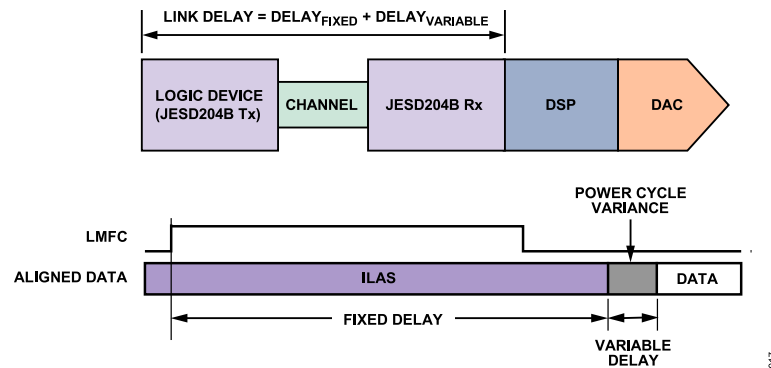 LINK DELAY = DELAYFIXED + DELAYVARIABLE
LOGIC DEVICE
(JESD204B Tx)
CHANNEL
JESD204B Rx
DSP
DAC
POWER CYCLE
VARIANCE
LMFC
ALIGNED DATA
ILAS
DATA
FIXED DELAY
VARIABLE
DELAY